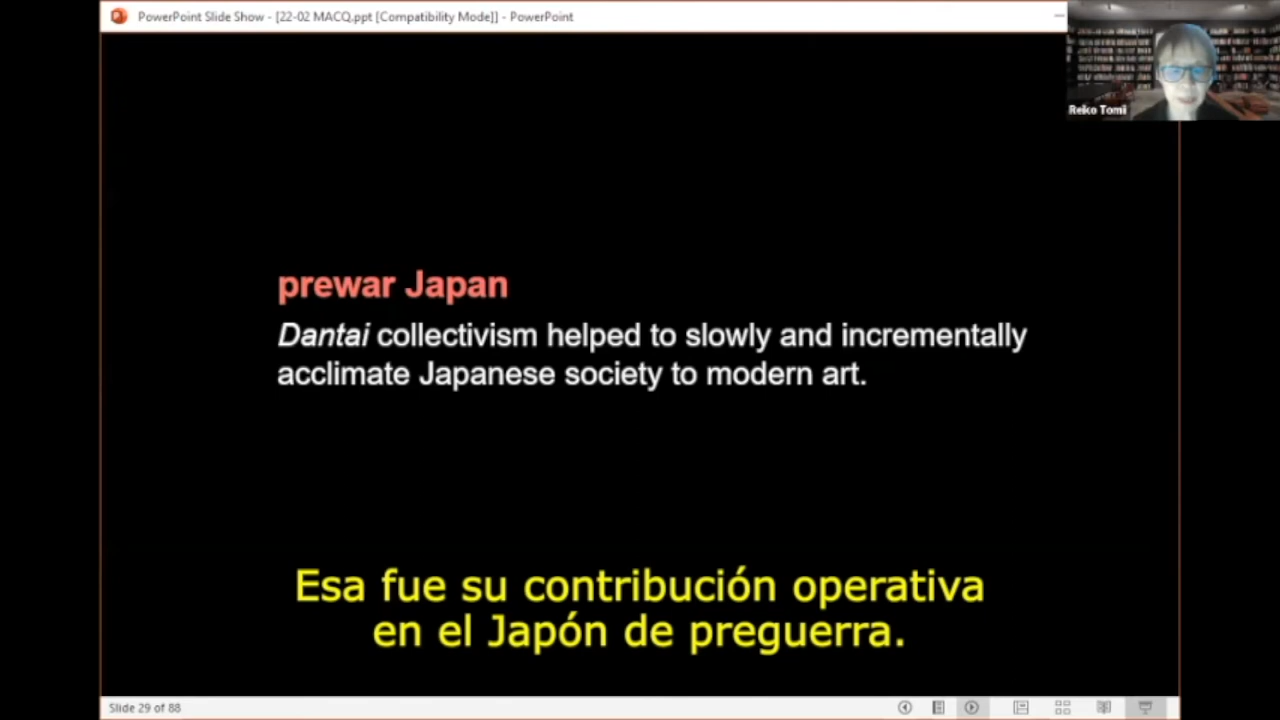 PowerPoint Slide Show - [22-02 MACQ.ppt [Compatibility Mode]] - PowerPoint
Reiko Tomii
prewar Japan
Dantai collectivism helped to slowly and incrementally
acclimate Japanese society to modern art.
Esa fue su contribución operativa
en el Japón de preguerra.
Slide 29 of 88